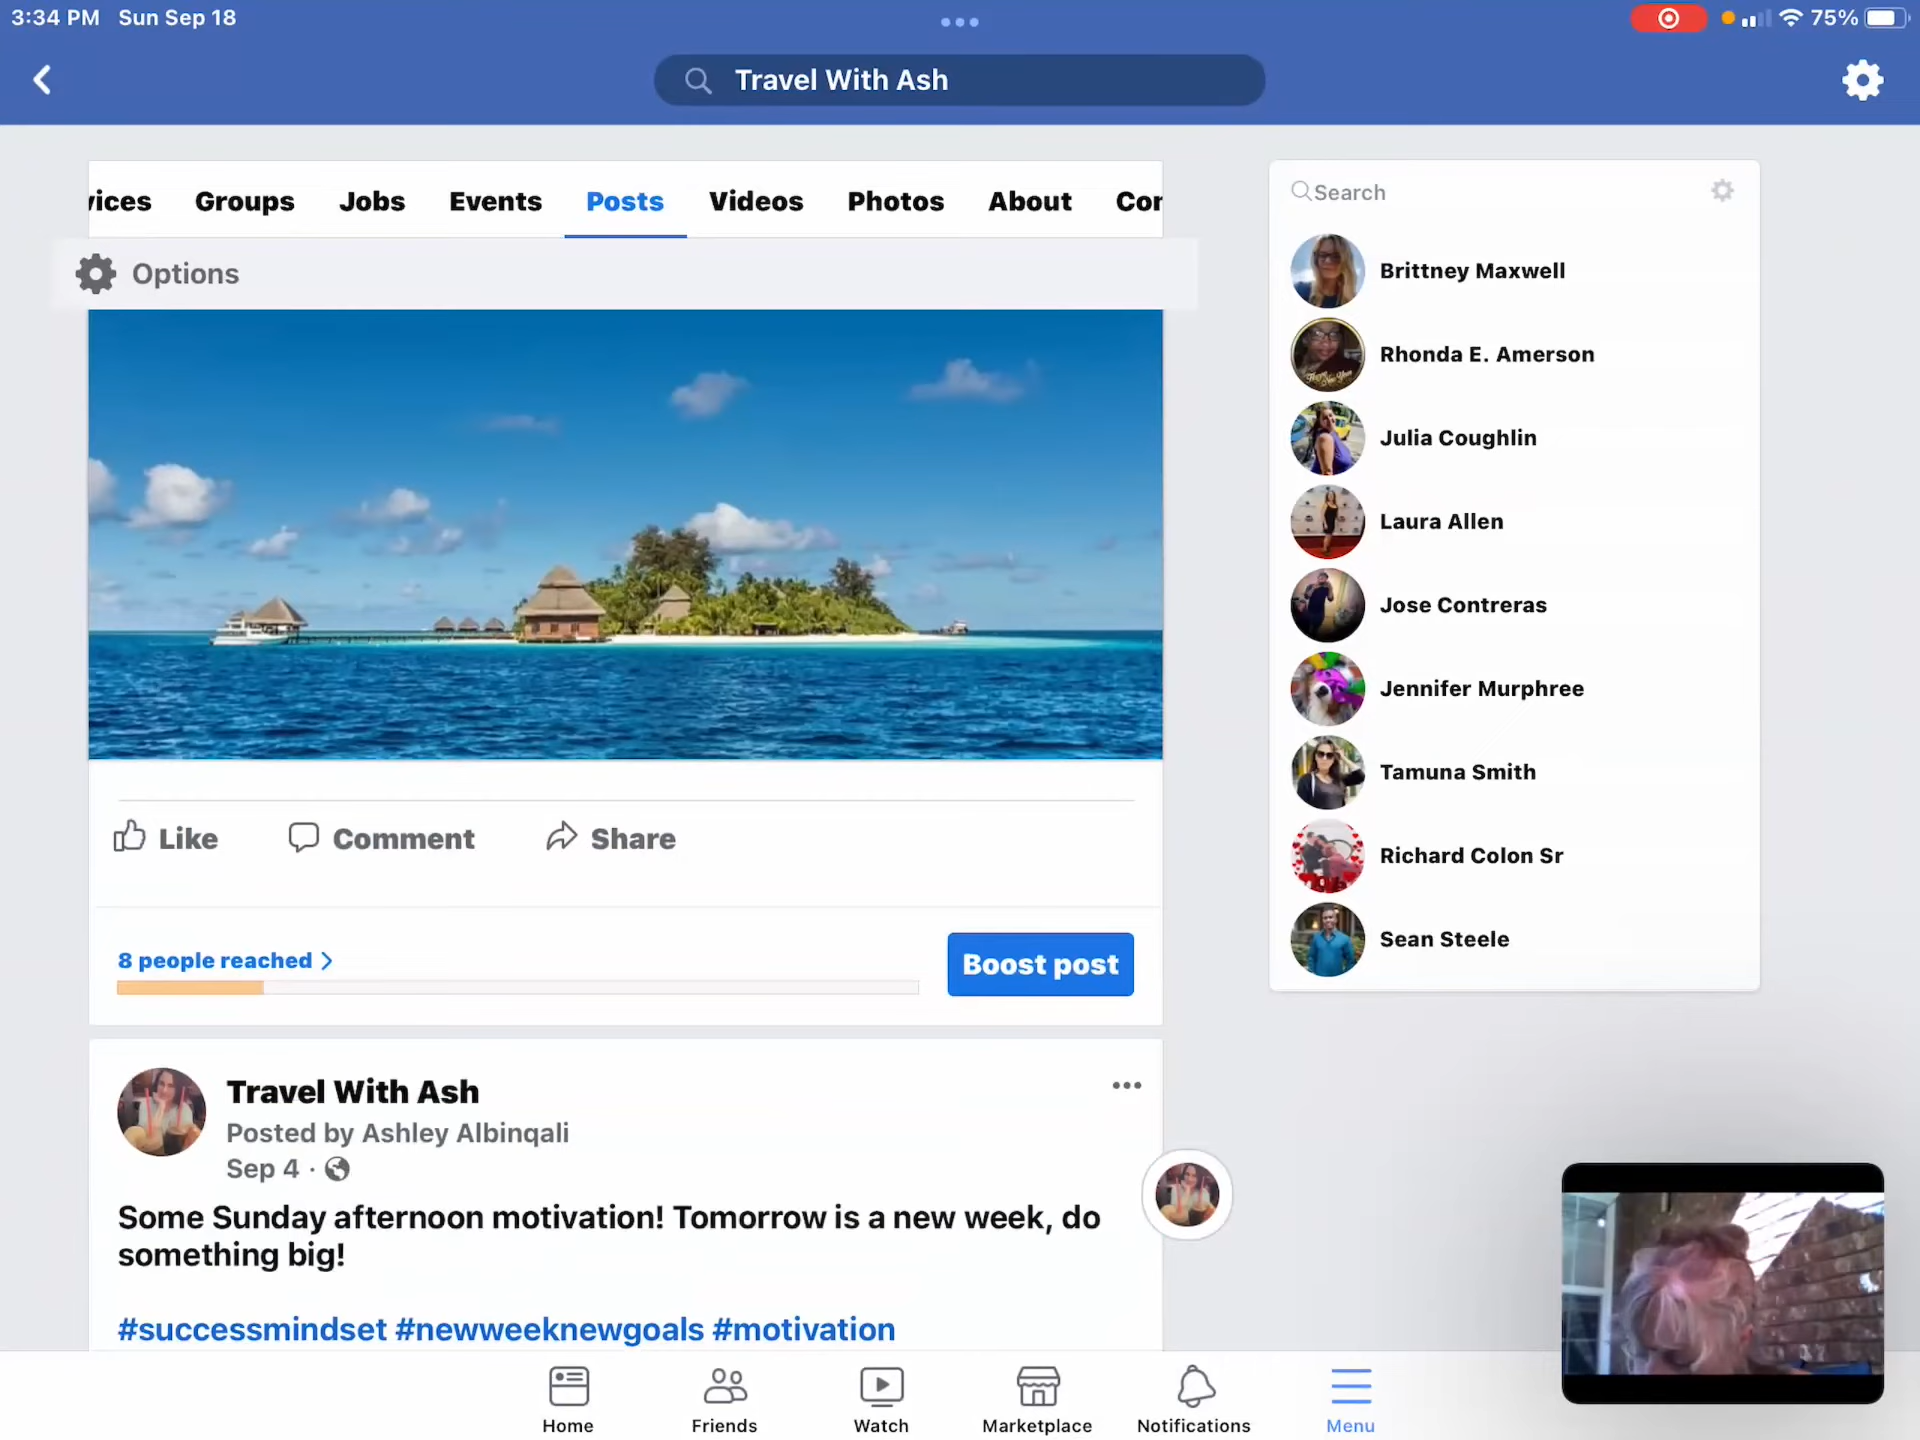 3:34 PM Sun Sep 18
75%
Travel With Ash
vices Groups Jobs Events Posts Videos Photos About Cor
Options
Like Comment Share
8 people reached
Boost post
Travel With Ash
Posted by Ashley Albinqali
Sep 4 ·
Some Sunday afternoon motivation! Tomorrow is a new week, do
something big!
#successmindset #newweeknewgoals #motivation
Search
Brittney Maxwell
Rhonda E. Amerson
Julia Coughlin
Laura Allen
Jose Contreras
Jennifer Murphree
Tamuna Smith
Richard Colon Sr
Sean Steele
Home Friends Watch Marketplace Notifications Menu